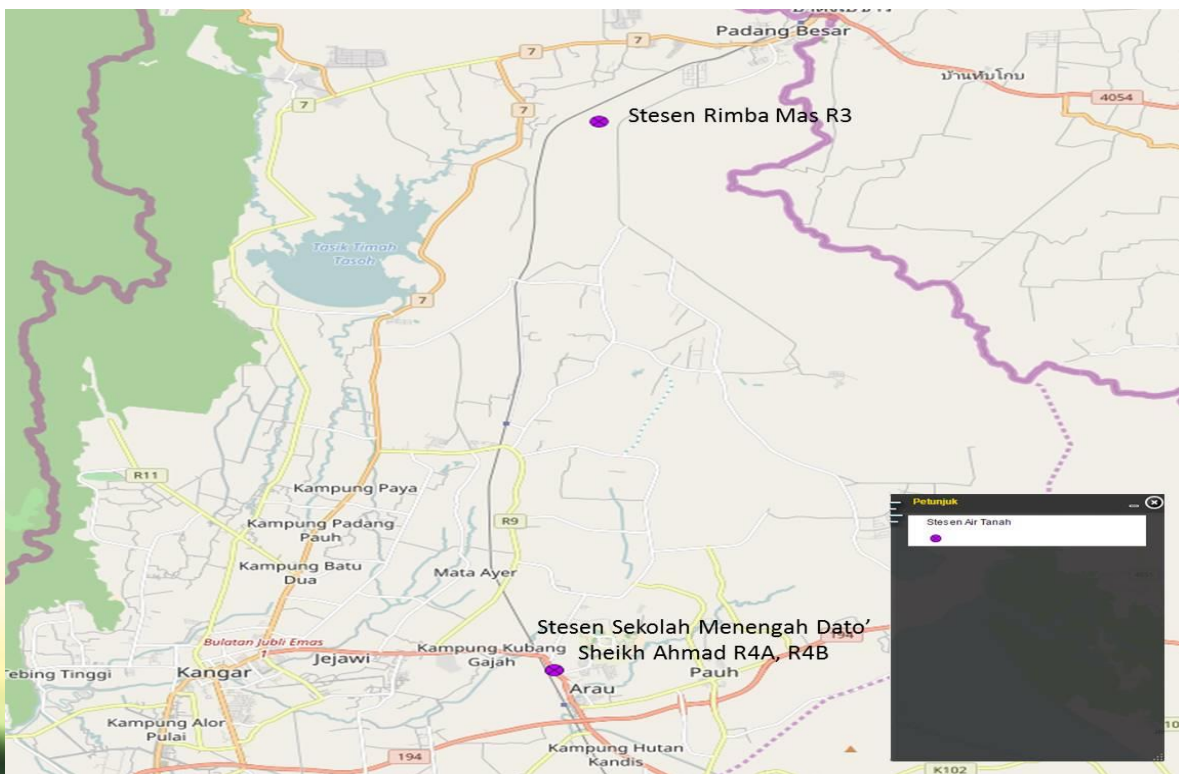 Padang Besar
7
บ้านทับโกบ
7
4054
7
Stesen Rimba Mas R3
7
Tasik Timah
Tasoh
7
R11
Kampung Paya
Petunjuk
Kampung Padang
Pauh
R9
Stesen Air Tanah
Kampung Batu
Dua
Mata Ayer
Stesen Sekolah Menengah Dato’
Sheikh Ahmad R4A, R4B
194
Bulatan Jubli Emas
1
Kampung Kubang
Gajah
Jejawi
Tebing Tinggi
Kangar
Pauh
Arau
Kampung Alor
Pulai
194
Kampung Hutan
Kandis
K102